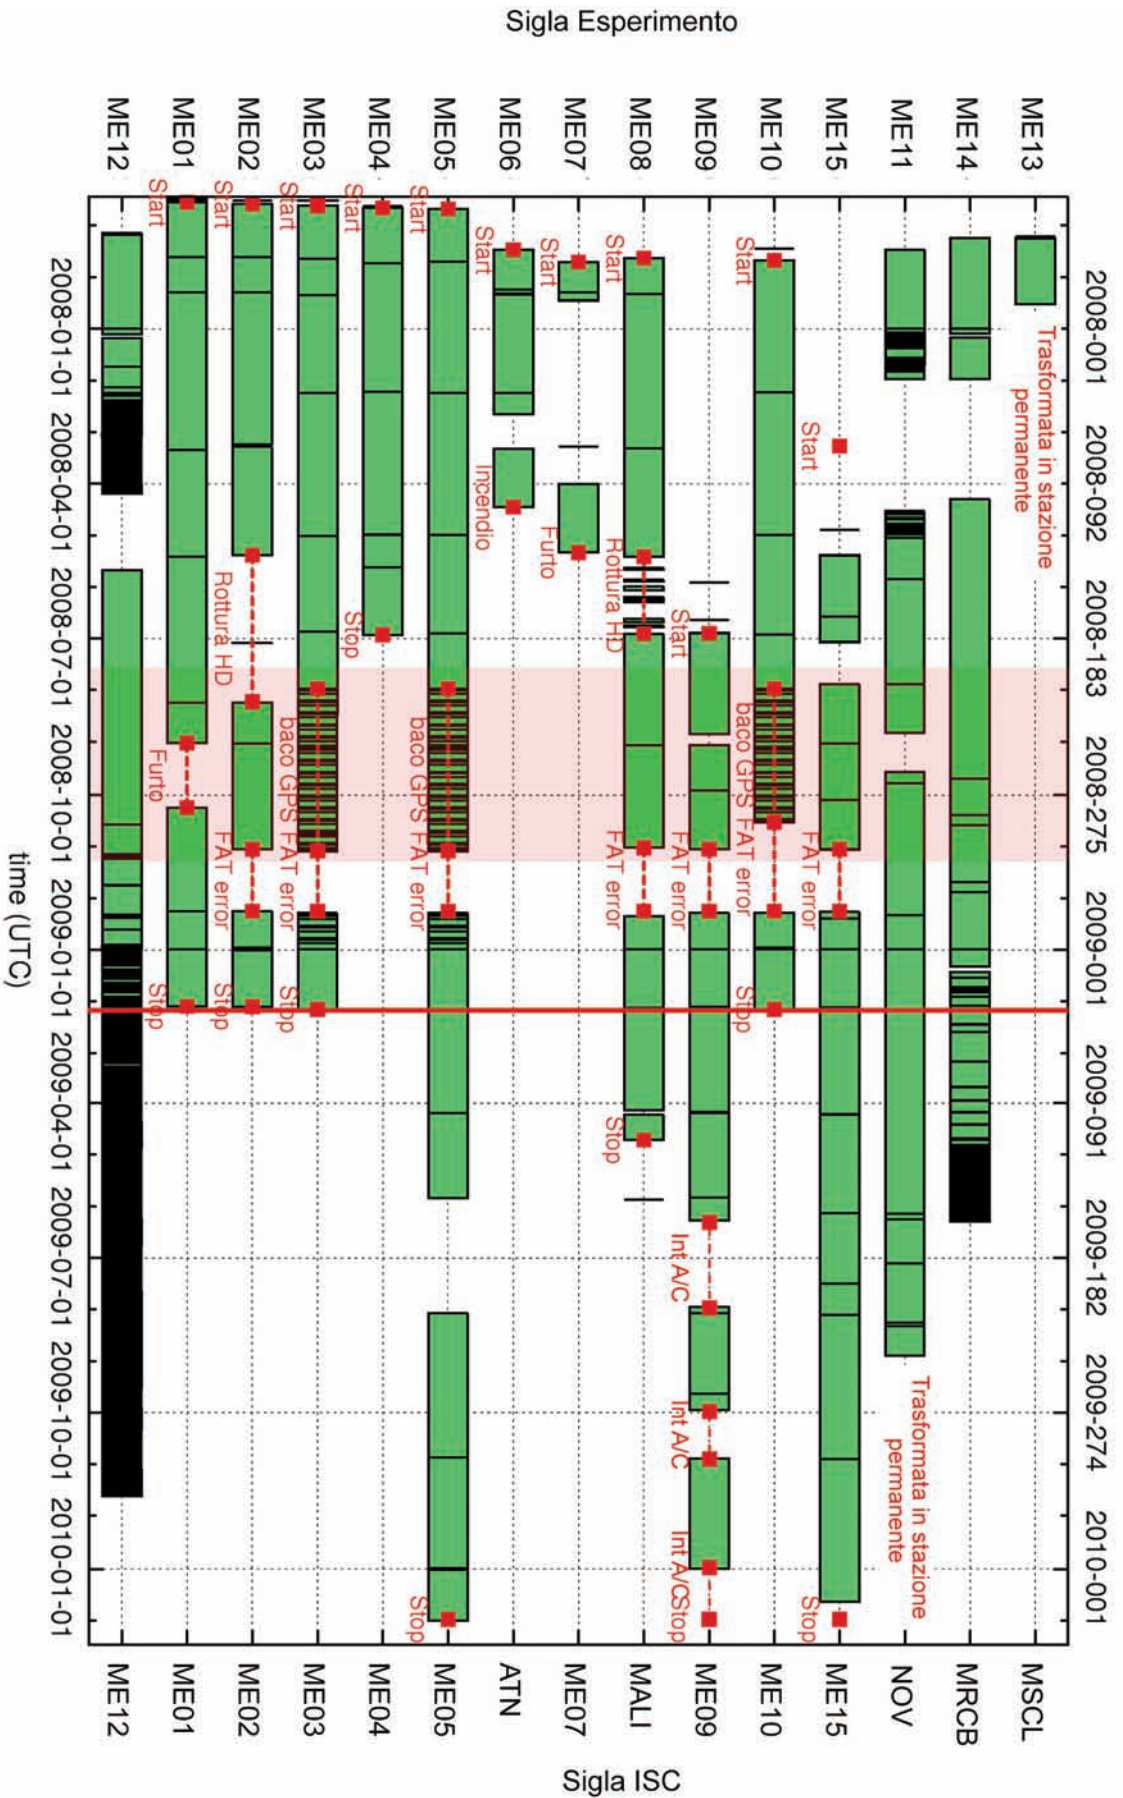 Sigla Esperimento
2008-001 2008-092 2008-183 2008-275 2009-001 2009-091 2009-182 2009-274 2010-001
ME13 Trasformata in stazione MSCL
permanente
ME14 MRCB
ME11 Trasformata in stazione NOV
permanente
ME15 Start FAT error Stop ME15
ME10 Start baco GPS FAT error Stop ME10
ME09 Start FAT error Int A/C Int A/C Int A/C Stop ME09
ME08 Start Rottura HD FAT error Stop MALI
ME07 Start Furto ME07
ME06 Start Incendio ATN
ME05 Start baco GPS FAT error Stop ME05
ME04 Start Stop ME04
ME03 Start baco GPS FAT error Stop ME03
ME02 Start Rottura HD FAT error Stop ME02
ME01 Start Furto Stop ME01
ME12 ME12
2008-01-01 2008-04-01 2008-07-01 2008-10-01 2009-01-01 2009-04-01 2009-07-01 2009-10-01 2010-01-01
time (UTC)
Sigla ISC